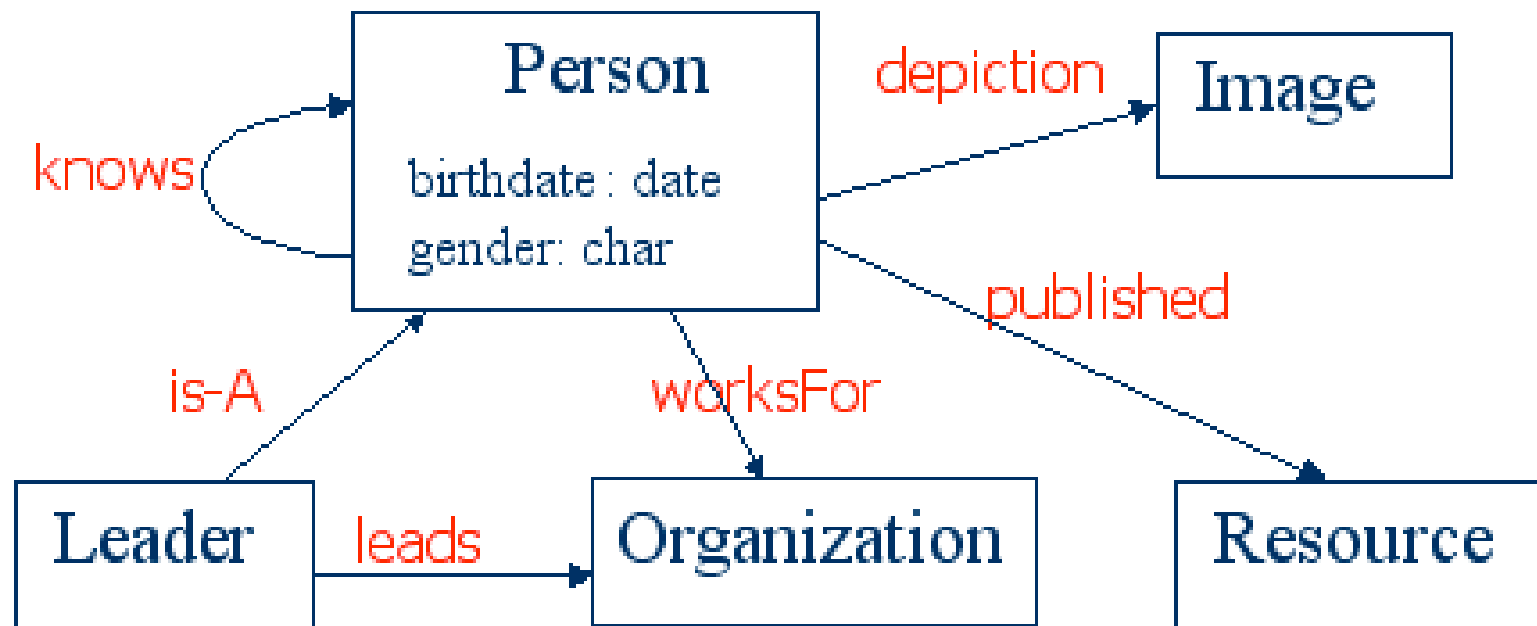 Person
depiction
Image
knows
birthdate : date
gender: char
published
is-A
worksFor
Leader
leads
Organization
Resource